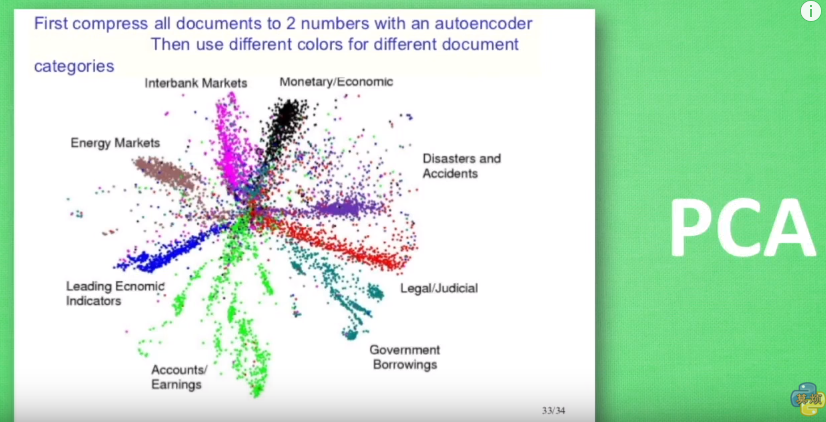 First compress all documents to 2 numbers with an autoencoder
Then use different colors for different document
categories
Interbank Markets
Monetary/Economic
Energy Markets
Disasters and
Accidents
PCA
Leading Ecnomic
Indicators
Legal/Judicial
Government
Borrowings
Accounts/
Earnings
33/34